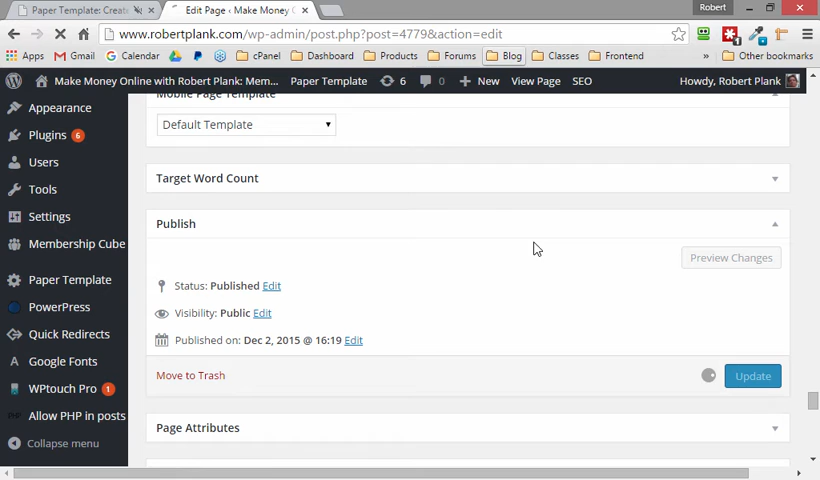 Paper Template: Create
Edit Page ‹ Make Money O
Robert
www.robertplank.com/wp-admin/post.php?post=4779&action=edit
Apps Gmail Calendar cPanel Dashboard Products Forums Blog Classes Frontend » Other bookmarks
Make Money Online with Robert Plank: Mem... Paper Template 6 0 New View Page SEO Howdy, Robert Plank
Mobile Page Template
Appearance
Default Template
Plugins 6
Users
Target Word Count
Tools
Settings
Publish
Membership Cube
Preview Changes
Paper Template
Status: Published Edit
PowerPress
Visibility: Public Edit
Quick Redirects
Published on: Dec 2, 2015 @ 16:19 Edit
Google Fonts
Move to Trash
Update
WPtouch Pro 1
PHP Allow PHP in posts
Page Attributes
Collapse menu